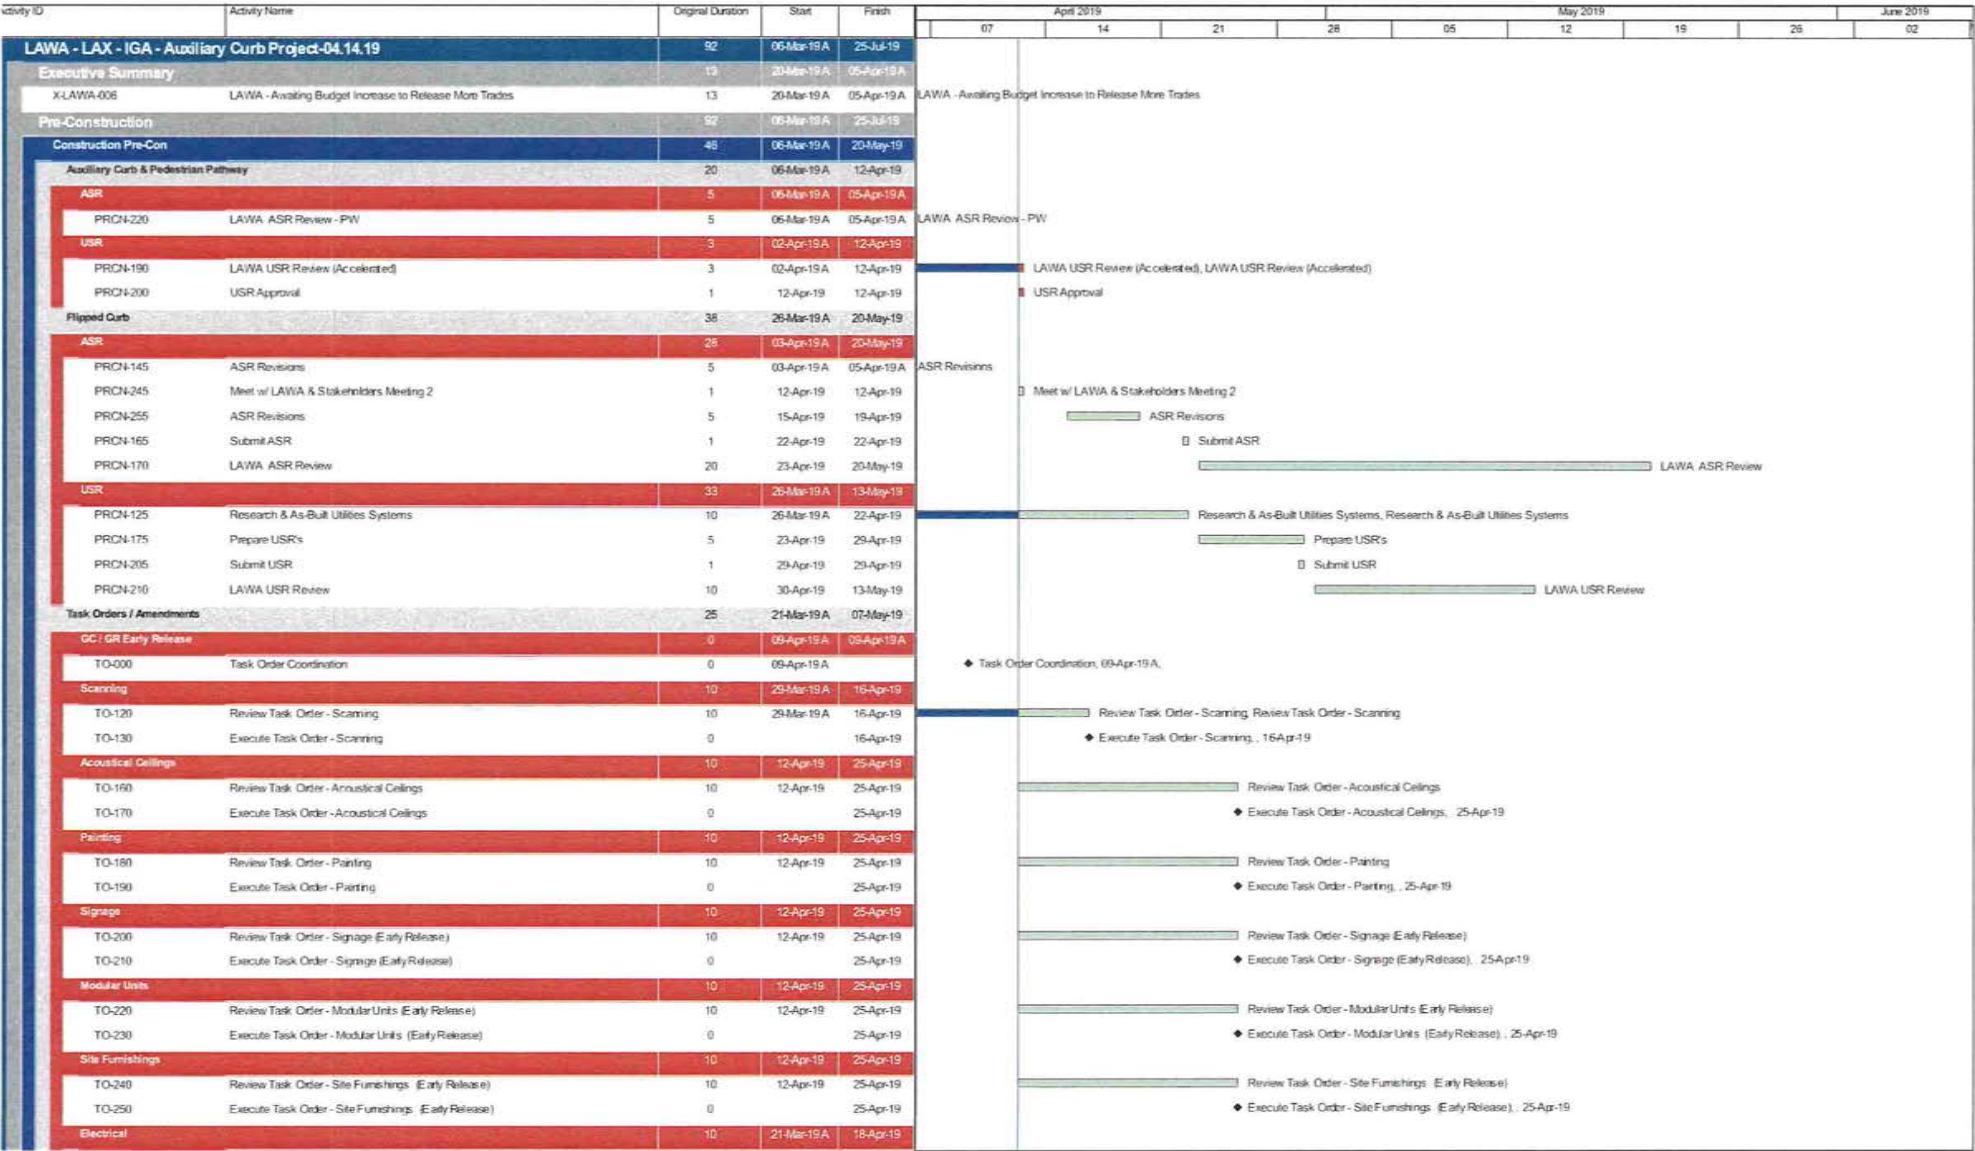 ctivity ID Activity Name Original Duration Start Finish April 2019 May 2019 June 2019
07 14 21 28 05 12 19 26 02
LAWA - LAX - IGA - Auxiliary Curb Project-04.14.19 92 06-Mar-19 A 25-Jul-19
Executive Summary 13 20-Mar-19 A 05-Apr-19 A
X-LAWA-006 LAWA - Awaiting Budget Increase to Release More Trades 13 20-Mar-19 A 05-Apr-19 A LAWA - Awaiting Budget Increase to Release More Trades
Pre-Construction 92 06-Mar-19 A 25-Jul-19
Construction Pre-Con 46 06-Mar-19 A 20-May-19
Auxiliary Curb & Pedestrian Pathway 20 06-Mar-19 A 12-Apr-19
ASR 5 06-Mar-19 A 05-Apr-19 A
PRCN-220 LAWA ASR Review - PW 5 06-Mar-19 A 05-Apr-19 A LAWA ASR Review - PW
USR 3 02-Apr-19 A 12-Apr-19
PRCN-190 LAWA USR Review (Accelerated) 3 02-Apr-19 A 12-Apr-19 LAWA USR Review (Accelerated), LAWA USR Review (Accelerated)
PRCN-200 USR Approval 1 12-Apr-19 12-Apr-19 USR Approval
Flipped Curb 38 26-Mar-19 A 20-May-19
ASR 28 03-Apr-19 A 20-May-19
PRCN-145 ASR Revisions 5 03-Apr-19 A 05-Apr-19 A ASR Revisions
PRCN-245 Meet w/ LAWA & Stakeholders Meeting 2 1 12-Apr-19 12-Apr-19 Meet w/ LAWA & Stakeholders Meeting 2
PRCN-255 ASR Revisions 5 15-Apr-19 19-Apr-19 ASR Revisions
PRCN-165 Submit ASR 1 22-Apr-19 22-Apr-19 Submit ASR
PRCN-170 LAWA ASR Review 20 23-Apr-19 20-May-19 LAWA ASR Review
USR 33 26-Mar-19 A 13-May-19
PRCN-125 Research & As-Built Utilities Systems 10 26-Mar-19 A 22-Apr-19 Research & As-Built Utilities Systems, Research & As-Built Utilities Systems
PRCN-175 Prepare USR's 5 23-Apr-19 29-Apr-19 Prepare USR's
PRCN-205 Submit USR 1 29-Apr-19 29-Apr-19 Submit USR
PRCN-210 LAWA USR Review 10 30-Apr-19 13-May-19 LAWA USR Review
Task Orders / Amendments 25 21-Mar-19 A 07-May-19
GC / GR Early Release 0 09-Apr-19 A 09-Apr-19 A
TO-000 Task Order Coordination 0 09-Apr-19 A Task Order Coordination, 09-Apr-19 A,
Scanning 10 29-Mar-19 A 16-Apr-19
TO-120 Review Task Order - Scanning 10 29-Mar-19 A 16-Apr-19 Review Task Order - Scanning, Review Task Order - Scanning
TO-130 Execute Task Order - Scanning 0 16-Apr-19 Execute Task Order - Scanning, , 16-Apr-19
Acoustical Ceilings 10 12-Apr-19 25-Apr-19
TO-160 Review Task Order - Acoustical Ceilings 10 12-Apr-19 25-Apr-19 Review Task Order - Acoustical Ceilings
TO-170 Execute Task Order - Acoustical Ceilings 0 25-Apr-19 Execute Task Order - Acoustical Ceilings, , 25-Apr-19
Painting 10 12-Apr-19 25-Apr-19
TO-180 Review Task Order - Painting 10 12-Apr-19 25-Apr-19 Review Task Order - Painting
TO-190 Execute Task Order - Painting 0 25-Apr-19 Execute Task Order - Painting, , 25-Apr-19
Signage 10 12-Apr-19 25-Apr-19
TO-200 Review Task Order - Signage (Early Release) 10 12-Apr-19 25-Apr-19 Review Task Order - Signage (Early Release)
TO-210 Execute Task Order - Signage (Early Release) 0 25-Apr-19 Execute Task Order - Signage (Early Release), , 25-Apr-19
Modular Units 10 12-Apr-19 25-Apr-19
TO-220 Review Task Order - Modular Units (Early Release) 10 12-Apr-19 25-Apr-19 Review Task Order - Modular Units (Early Release)
TO-230 Execute Task Order - Modular Units (Early Release) 0 25-Apr-19 Execute Task Order - Modular Units (Early Release), , 25-Apr-19
Site Furnishings 10 12-Apr-19 25-Apr-19
TO-240 Review Task Order - Site Furnishings (Early Release) 10 12-Apr-19 25-Apr-19 Review Task Order - Site Furnishings (Early Release)
TO-250 Execute Task Order - Site Furnishings (Early Release) 0 25-Apr-19 Execute Task Order - Site Furnishings (Early Release), , 25-Apr-19
Electrical 10 21-Mar-19 A 18-Apr-19